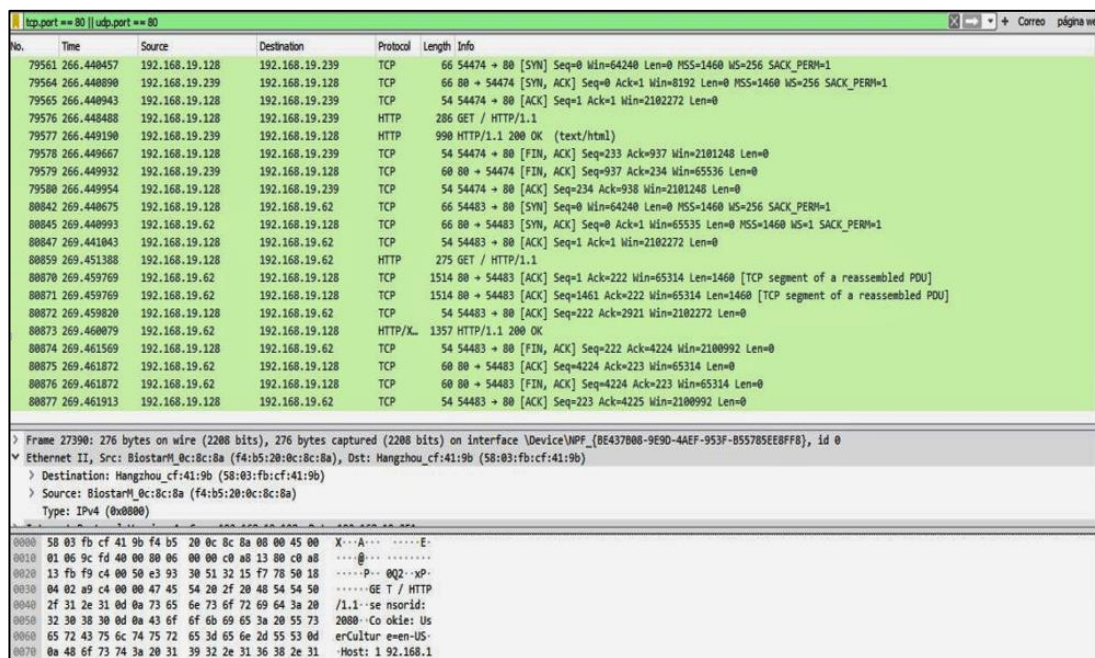 tcp.port == 80 || udp.port == 80 + Correo página we
No. Time Source Destination Protocol Length Info
79561 266.440457 192.168.19.128 192.168.19.239 TCP 66 54474 → 80 [SYN] Seq=0 Win=64240 Len=0 MSS=1460 WS=256 SACK_PERM=1
79564 266.440890 192.168.19.239 192.168.19.128 TCP 66 80 → 54474 [SYN, ACK] Seq=0 Ack=1 Win=8192 Len=0 MSS=1460 WS=256 SACK_PERM=1
79565 266.440943 192.168.19.128 192.168.19.239 TCP 54 54474 → 80 [ACK] Seq=1 Ack=1 Win=2102272 Len=0
79576 266.448488 192.168.19.128 192.168.19.239 HTTP 286 GET / HTTP/1.1
79577 266.449190 192.168.19.239 192.168.19.128 HTTP 990 HTTP/1.1 200 OK (text/html)
79578 266.449667 192.168.19.128 192.168.19.239 TCP 54 54474 → 80 [FIN, ACK] Seq=233 Ack=937 Win=2101248 Len=0
79579 266.449932 192.168.19.239 192.168.19.128 TCP 60 80 → 54474 [FIN, ACK] Seq=937 Ack=234 Win=65536 Len=0
79580 266.449954 192.168.19.128 192.168.19.239 TCP 54 54474 → 80 [ACK] Seq=234 Ack=938 Win=2101248 Len=0
80842 269.440675 192.168.19.128 192.168.19.62 TCP 66 54483 → 80 [SYN] Seq=0 Win=64240 Len=0 MSS=1460 WS=256 SACK_PERM=1
80845 269.440993 192.168.19.62 192.168.19.128 TCP 66 80 → 54483 [SYN, ACK] Seq=0 Ack=1 Win=65535 Len=0 MSS=1460 WS=1 SACK_PERM=1
80847 269.441043 192.168.19.128 192.168.19.62 TCP 54 54483 → 80 [ACK] Seq=1 Ack=1 Win=2102272 Len=0
80859 269.451388 192.168.19.128 192.168.19.62 HTTP 275 GET / HTTP/1.1
80870 269.459769 192.168.19.62 192.168.19.128 TCP 1514 80 → 54483 [ACK] Seq=1 Ack=222 Win=65314 Len=1460 [TCP segment of a reassembled PDU]
80871 269.459769 192.168.19.62 192.168.19.128 TCP 1514 80 → 54483 [ACK] Seq=1461 Ack=222 Win=65314 Len=1460 [TCP segment of a reassembled PDU]
80872 269.459820 192.168.19.128 192.168.19.62 TCP 54 54483 → 80 [ACK] Seq=222 Ack=2921 Win=2102272 Len=0
80873 269.460079 192.168.19.62 192.168.19.128 HTTP/X… 1357 HTTP/1.1 200 OK
80874 269.461569 192.168.19.128 192.168.19.62 TCP 54 54483 → 80 [FIN, ACK] Seq=222 Ack=4224 Win=2100992 Len=0
80875 269.461872 192.168.19.62 192.168.19.128 TCP 60 80 → 54483 [ACK] Seq=4224 Ack=223 Win=65314 Len=0
80876 269.461872 192.168.19.62 192.168.19.128 TCP 60 80 → 54483 [FIN, ACK] Seq=4224 Ack=223 Win=65314 Len=0
80877 269.461913 192.168.19.128 192.168.19.62 TCP 54 54483 → 80 [ACK] Seq=223 Ack=4225 Win=2100992 Len=0
Frame 27390: 276 bytes on wire (2208 bits), 276 bytes captured (2208 bits) on interface \Device\NPF_{BE437B08-9E9D-4AEF-953F-B55785EE8FF8}, id 0
Ethernet II, Src: BiostarM_0c:8c:8a (f4:b5:20:0c:8c:8a), Dst: Hangzhou_cf:41:9b (58:03:fb:cf:41:9b)
Destination: Hangzhou_cf:41:9b (58:03:fb:cf:41:9b)
Source: BiostarM_0c:8c:8a (f4:b5:20:0c:8c:8a)
Type: IPv4 (0x0800)
0000 58 03 fb cf 41 9b f4 b5 20 0c 8c 8a 08 00 45 00 X···A··· ·····E·
0010 01 06 9c fd 40 00 80 06 00 00 c0 a8 13 80 c0 a8 ····@··· ········
0020 13 fb f9 c4 00 50 e3 93 30 51 32 15 f7 78 50 18 ·····P·· 0Q2··xP·
0030 04 02 a9 c4 00 00 47 45 54 20 2f 20 48 54 54 50 ······GE T / HTTP
0040 2f 31 2e 31 0d 0a 73 65 6e 73 6f 72 69 64 3a 20 /1.1··se nsorid:
0050 32 30 38 30 0d 0a 43 6f 6f 6b 69 65 3a 20 55 73 2080··Co okie: Us
0060 65 72 43 75 6c 74 75 72 65 3d 65 6e 2d 55 53 0d erCultur e=en-US·
0070 0a 48 6f 73 74 3a 20 31 39 32 2e 31 36 38 2e 31 ·Host: 1 92.168.1